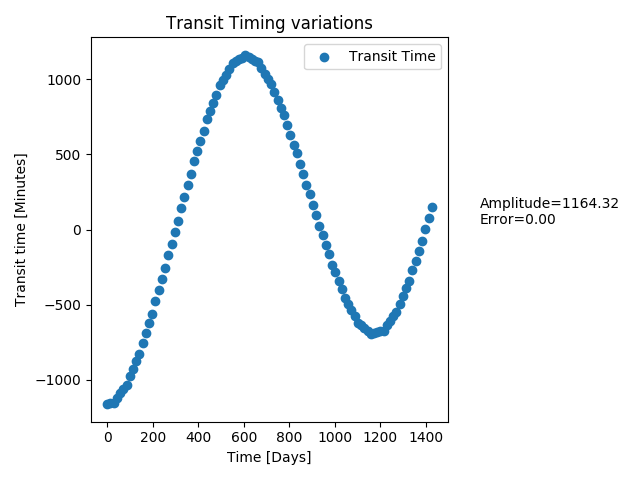 Transit Timing variations
Transit Time
Transit time [Minutes]
1000
500
0
−500
−1000
0 200 400 600 800 1000 1200 1400
Time [Days]
Amplitude=1164.32
Error=0.00